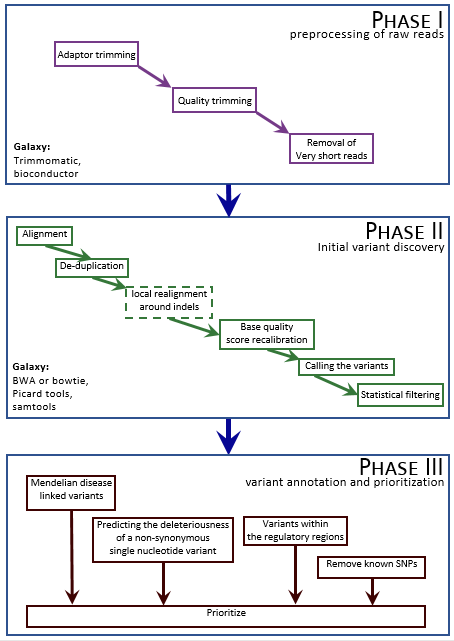 PHASE I
preprocessing of raw reads
Adaptor trimming
Quality trimming
Removal of
Very short reads
Galaxy:
Trimmomatic,
bioconductor
PHASE II
Initial variant discovery
Alignment
De-duplication
local realignment
around indels
Base quality
score recalibration
Calling the variants
Statistical filtering
Galaxy:
BWA or bowtie,
Picard tools,
samtools
PHASE III
variant annotation and prioritization
Mendelian disease
linked variants
Predicting the deleteriousness
of a non-synonymous
single nucleotide variant
Variants within
the regulatory regions
Remove known SNPs
Prioritize